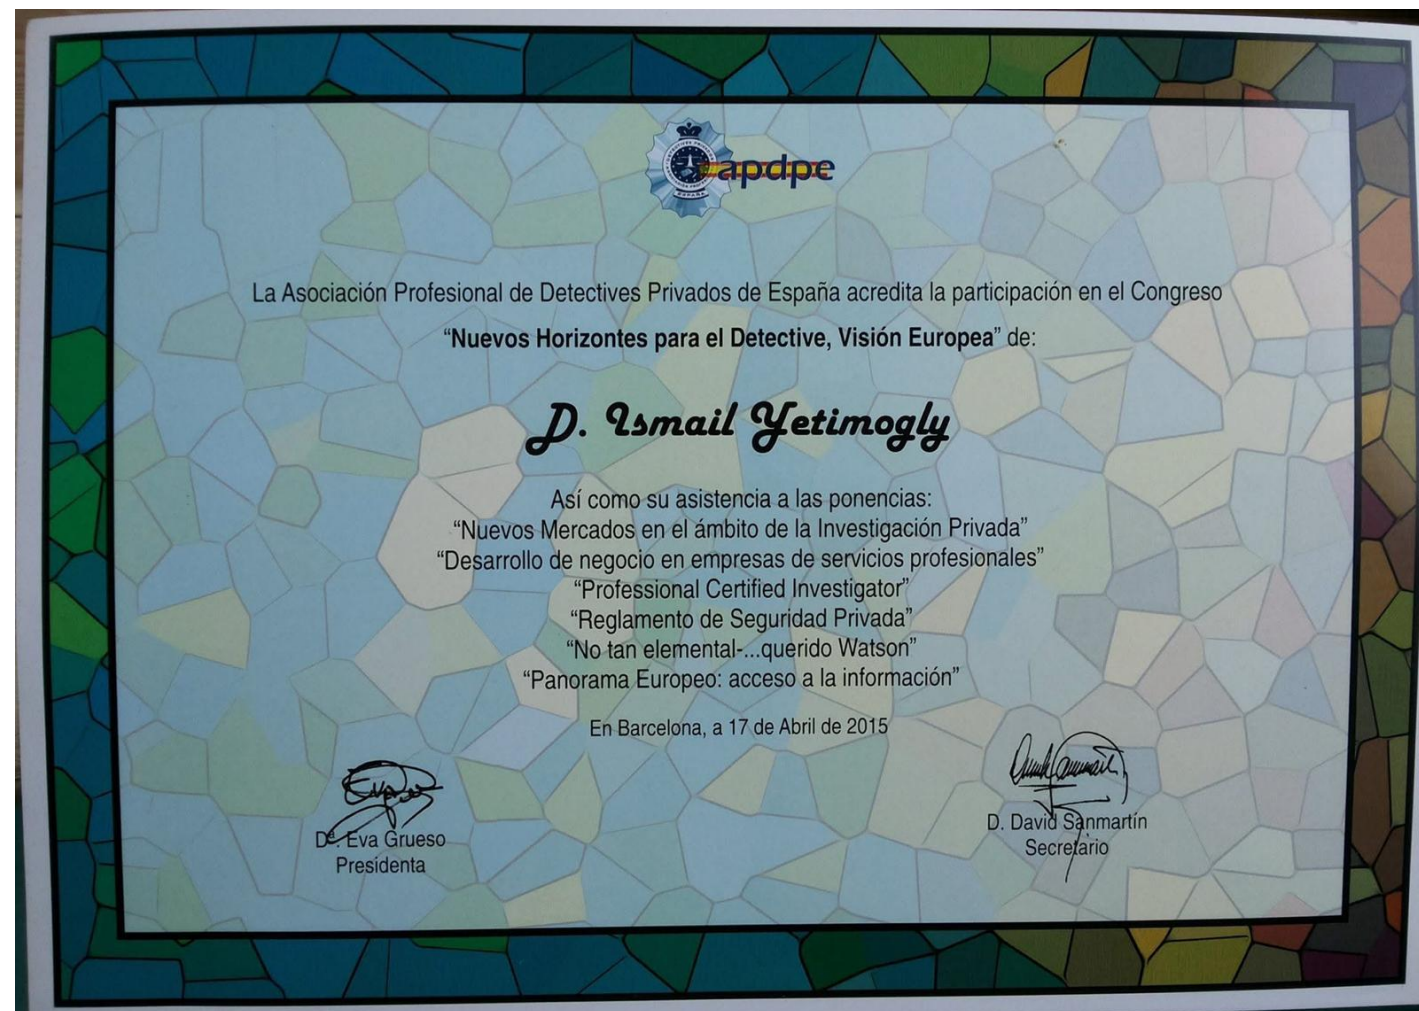 apdpe
ESPAÑA
La Asociación Profesional de Detectives Privados de España acredita la participación en el Congreso
“Nuevos Horizontes para el Detective, Visión Europea” de:
D. Ismail Yetimogly
Así como su asistencia a las ponencias:
“Nuevos Mercados en el ámbito de la Investigación Privada”
“Desarrollo de negocio en empresas de servicios profesionales”
“Professional Certified Investigator”
“Reglamento de Seguridad Privada”
“No tan elemental-...querido Watson”
“Panorama Europeo: acceso a la información”
En Barcelona, a 17 de Abril de 2015
Dª. Eva Grueso
Presidenta
D. David Sanmartín
Secretario